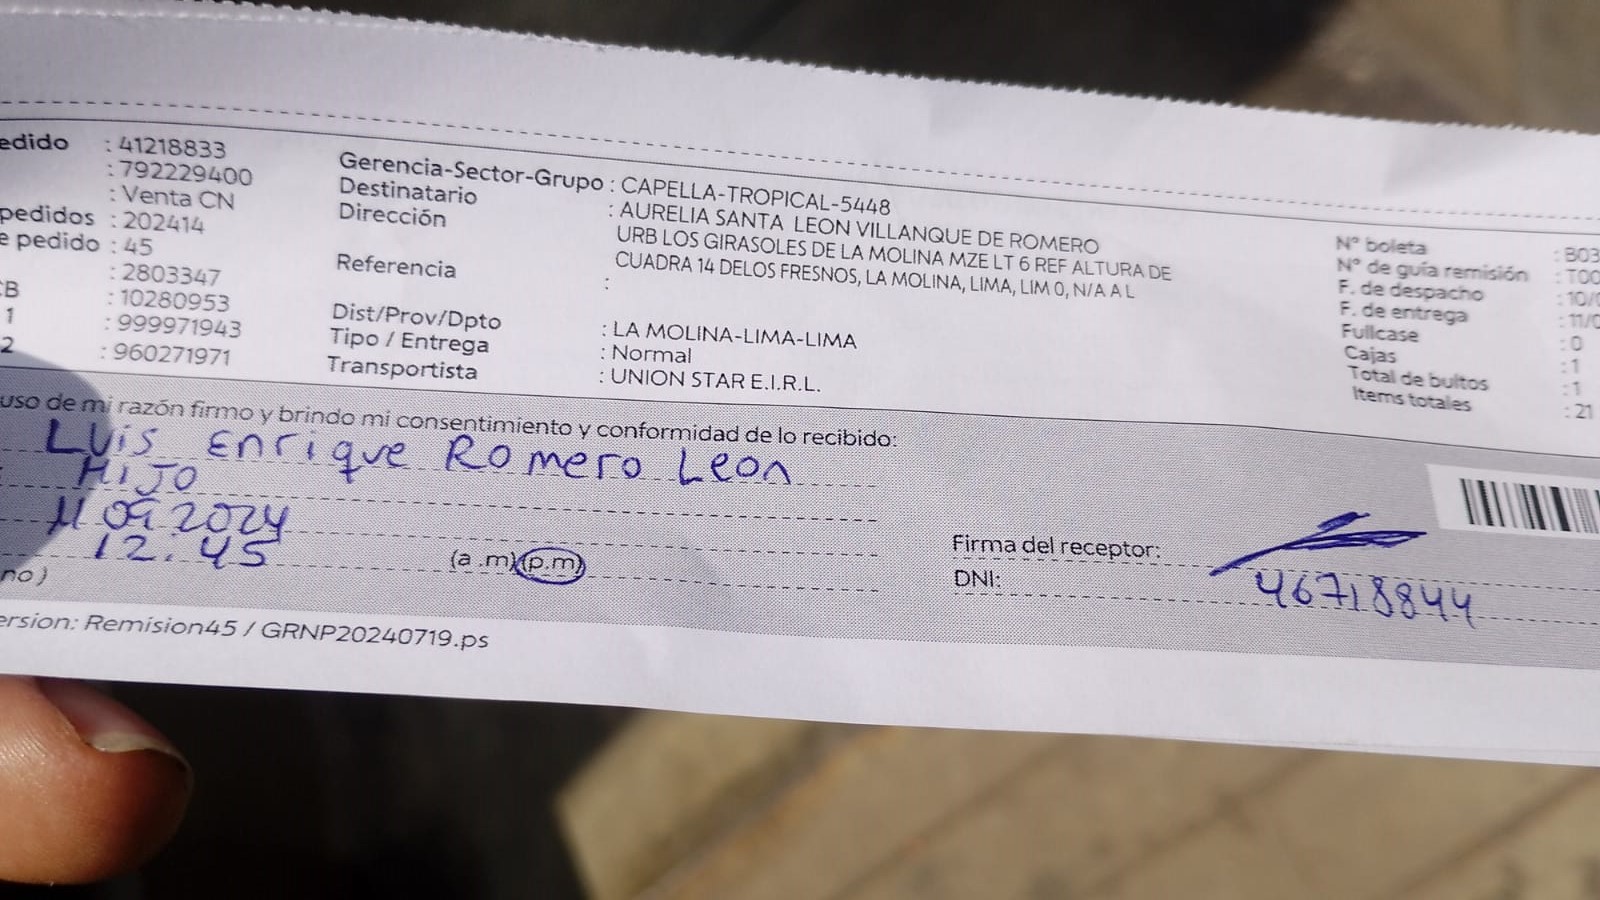 edido : 41218833
: 792229400
: Venta CN
pedidos : 202414
e pedido : 45
: 2803347
CB : 10280953
1 : 999971943
2 : 960271971
Gerencia-Sector-Grupo : CAPELLA-TROPICAL-5448
Destinatario : AURELIA SANTA LEON VILLANQUE DE ROMERO
Dirección URB LOS GIRASOLES DE LA MOLINA MZE LT 6 REF ALTURA DE
CUADRA 14 DELOS FRESNOS, LA MOLINA, LIMA, LIM 0, N/A A L
Referencia :
Dist/Prov/Dpto : LA MOLINA-LIMA-LIMA
Tipo / Entrega : Normal
Transportista : UNION STAR E.I.R.L.
N° boleta : B03
N° de guía remisión : T00
F. de despacho : 10/0
F. de entrega : 11/0
Fullcase : 0
Cajas : 1
Total de bultos : 1
Items totales : 21
uso de mi razón firmo y brindo mi consentimiento y conformidad de lo recibido:
Luis Enrique Romero Leon
HIJO
11 09 2024
12:45 (a .m) (p.m)
no )
Firma del receptor:
DNI: 46718844
ersion: Remision45 / GRNP20240719.ps